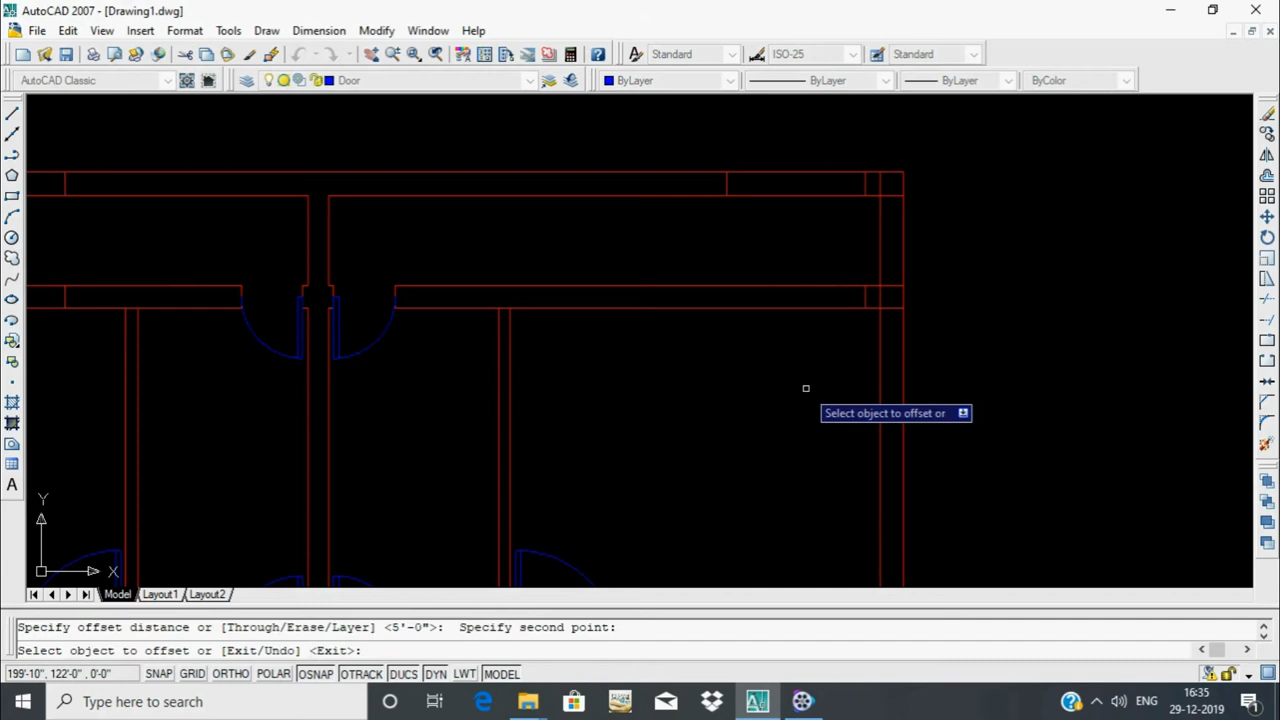 AutoCAD 2007 - [Drawing1.dwg]
File Edit View Insert Format Tools Draw Dimension Modify Window Help
Standard ISO-25 Standard
AutoCAD Classic Door ByLayer ByLayer ByLayer ByColor
Select object to offset or
Y
X
A
Model Layout1 Layout2
Specify offset distance or [Through/Erase/Layer] <5'-0">: Specify second point:
Select object to offset or [Exit/Undo] <Exit>:
199'-10", 122'-0" , 0'-0" SNAP GRID ORTHO POLAR OSNAP OTRACK DUCS DYN LWT MODEL
Type here to search
ENG
16:35
29-12-2019